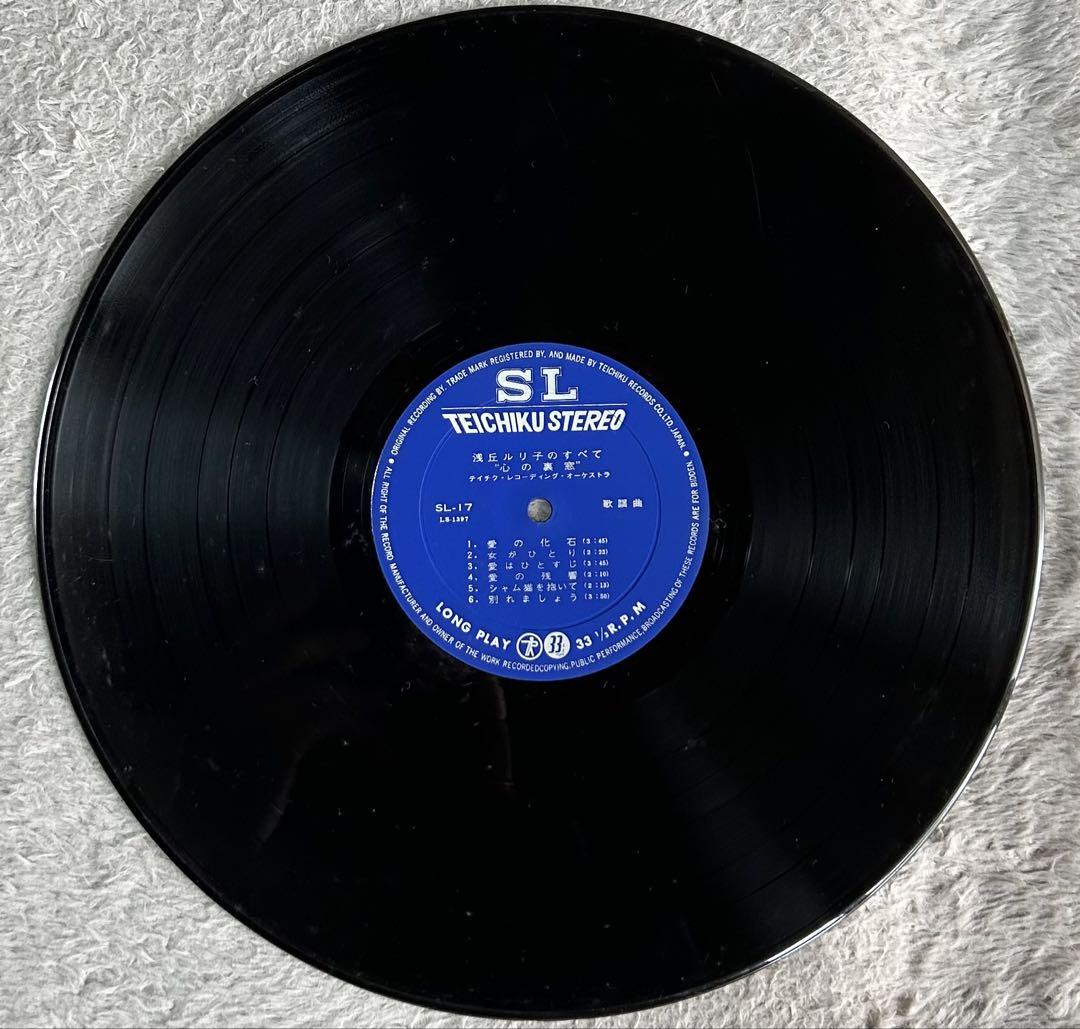 ORIGINAL RECORDING BY. TRADE MARK REGISTERED BY. AND MADE BY TEICHIKU RECORDS CO.,LTD. JAPAN.
SL
TEICHIKU STEREO
浅丘ルリ子のすべて
"心の裏窓"
テイチク・レコーディング・オーケストラ
SL-17 歌謡曲
LS-1397
1. 愛の化石 (3:45)
2. 女がひとり (2:23)
3. 愛はひとすじ (3:45)
4. 愛の残響 (2:10)
5. シャム猫を抱いて (2:13)
6. 別れましょう (3:50)
LONG PLAY 33 33 1/3 R.P.M
ALL RIGHT OF THE RECORD MANUFACTURER AND OWNER OF THE WORK RECORDEDCOPYING.PUBLIC PERFORMANCE.BROADCASTING OF THESE RECORDS ARE FOR BIDDEN.